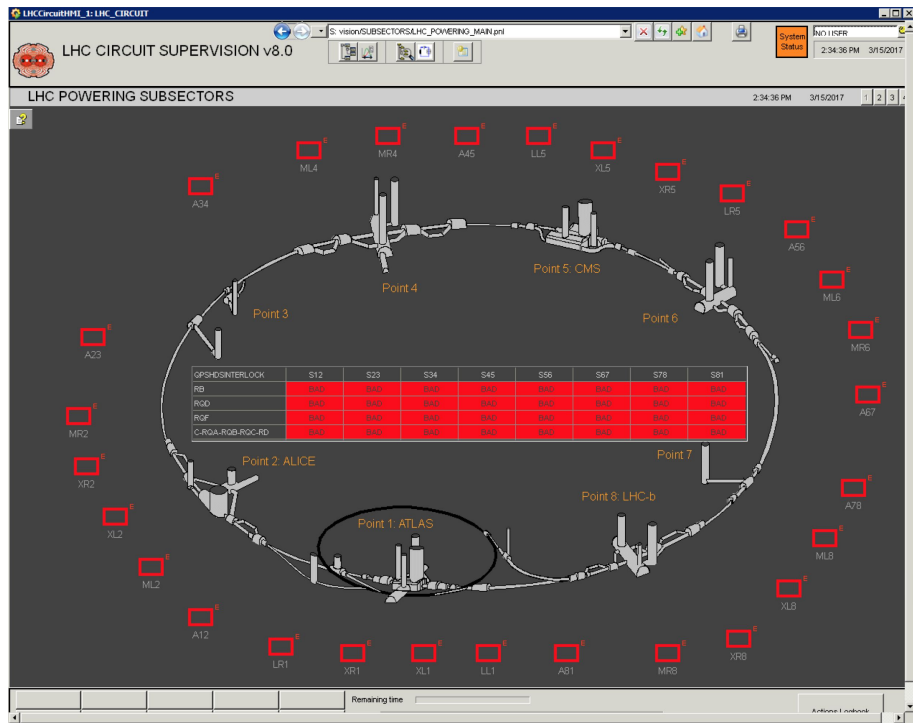 LHCCircuitHMI_1: LHC_CIRCUIT
S: vision/SUBSECTORS/LHC_POWERING_MAIN.pnl
LHC CIRCUIT SUPERVISION v8.0
System Status
NO USER
2:34:36 PM 3/15/2017
LHC POWERING SUBSECTORS
2:34:36 PM 3/15/2017 1 2 3
E E E E
ML4 MR4 A45 LL5
E E E E
A34 XL5 XR5 LR5
E
A56
Point 5: CMS
Point 4
E
ML6
Point 3
Point 6
E E
A23 MR6
QPSHDSINTERLOCK S12 S23 S34 S45 S56 S67 S78 S81
RB BAD BAD BAD BAD BAD BAD BAD BAD
RQD BAD BAD BAD BAD BAD BAD BAD BAD
RQF BAD BAD BAD BAD BAD BAD BAD BAD
C-RQA-RQB-RQC-RD BAD BAD BAD BAD BAD BAD BAD BAD
E E
MR2 A67
Point 7
Point 2: ALICE
E E
XR2 A78
Point 8: LHC-b
Point 1: ATLAS
E E
XL2 ML8
E E
ML2 XL8
E E
A12 XR8
E E E E E E
LR1 XR1 XL1 LL1 A81 MR8
Remaining time
Actions Logbook